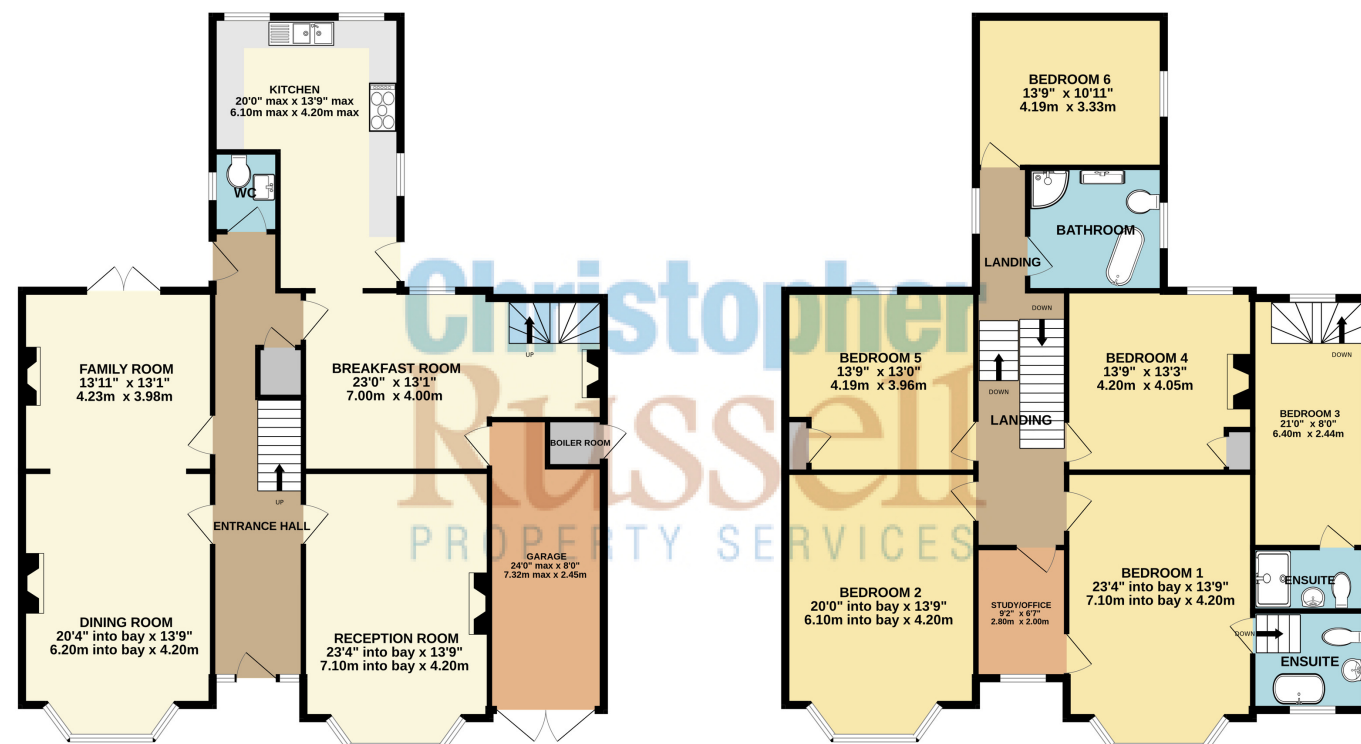 KITCHEN
20'0" max x 13'9" max
6.10m max x 4.20m max
WC
FAMILY ROOM
13'11" x 13'1"
4.23m x 3.98m
BREAKFAST ROOM
23'0" x 13'1"
7.00m x 4.00m
UP
BOILER ROOM
UP
ENTRANCE HALL
GARAGE
24'0" max x 8'0"
7.32m max x 2.45m
DINING ROOM
20'4" into bay x 13'9"
6.20m into bay x 4.20m
RECEPTION ROOM
23'4" into bay x 13'9"
7.10m into bay x 4.20m
Christopher
Russell
PROPERTY SERVICES
BEDROOM 6
13'9" x 10'11"
4.19m x 3.33m
BATHROOM
LANDING
DOWN
BEDROOM 5
13'9" x 13'0"
4.19m x 3.96m
DOWN
LANDING
BEDROOM 4
13'9" x 13'3"
4.20m x 4.05m
DOWN
BEDROOM 3
21'0" x 8'0"
6.40m x 2.44m
BEDROOM 2
20'0" into bay x 13'9"
6.10m into bay x 4.20m
STUDY/OFFICE
9'2" x 6'7"
2.80m x 2.00m
BEDROOM 1
23'4" into bay x 13'9"
7.10m into bay x 4.20m
ENSUITE
DOWN
ENSUITE